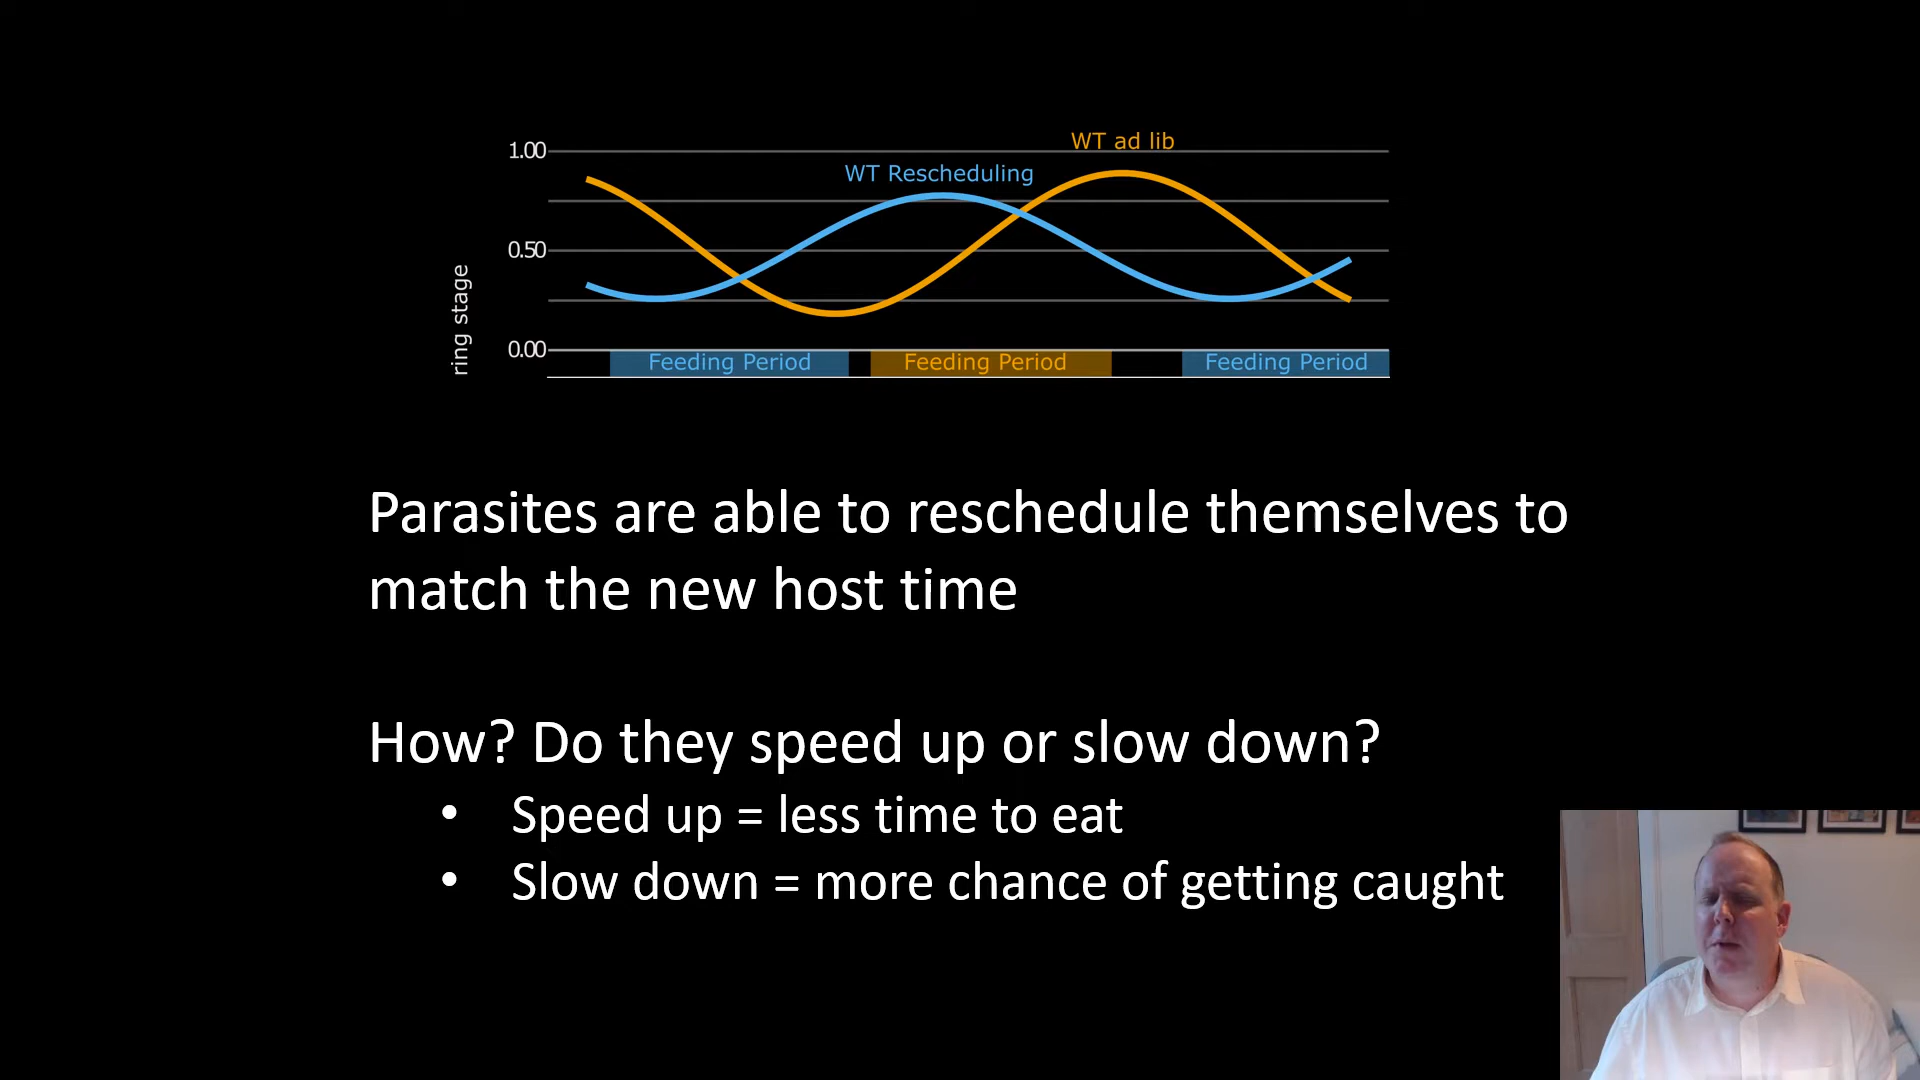 WT ad lib
1.00
WT Rescheduling
0.50
ring stage
0.00
Feeding Period Feeding Period Feeding Period
Parasites are able to reschedule themselves to
match the new host time
How? Do they speed up or slow down?
• Speed up = less time to eat
• Slow down = more chance of getting caught